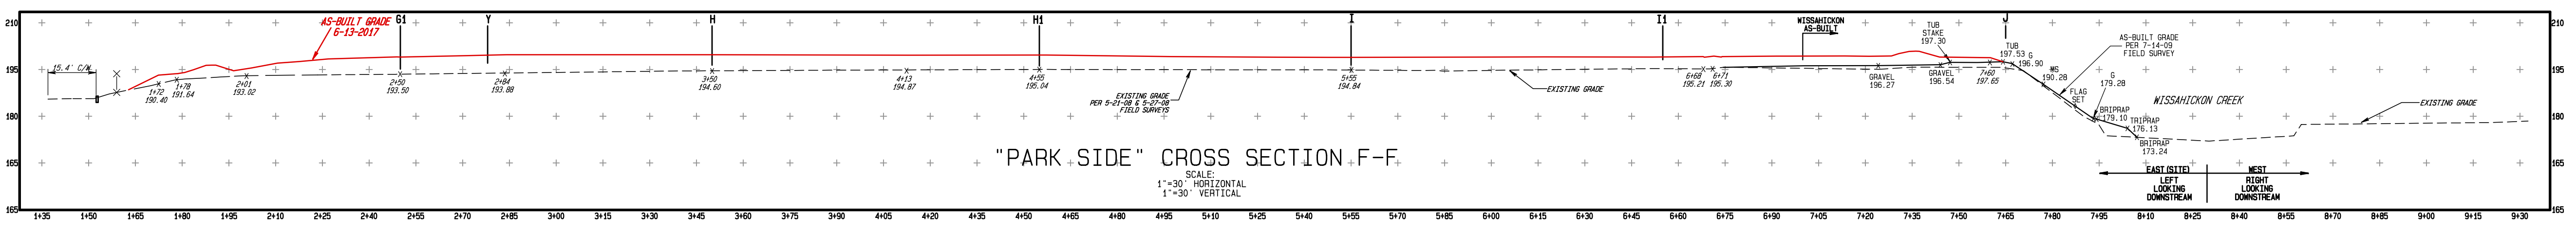 210
AS-BUILT GRADE
6-13-2017
G1
Y
H
H1
I
I1
WISSAHICKON
AS-BUILT
J
210
TUB
STAKE
197.30
TUB
197.53
G
196.90
AS-BUILT GRADE
PER 7-14-09
FIELD SURVEY
195
15.4' C/W
1+72
190.40
1+78
191.64
2+01
193.02
2+50
193.50
2+84
193.88
3+50
194.60
4+13
194.87
4+55
195.04
EXISTING GRADE
PER 5-21-08 & 5-27-08
FIELD SURVEYS
5+55
194.84
EXISTING GRADE
6+68
195.21
6+71
195.30
GRAVEL
196.27
GRAVEL
196.54
7+60
197.65
WS
190.28
FLAG
SET
G
179.28
BRIPRAP
179.10
TRIPRAP
176.13
BRIPRAP
173.24
WISSAHICKON CREEK
EXISTING GRADE
195
180
180
165
"PARK SIDE" CROSS SECTION F-F
SCALE:
1"=30' HORIZONTAL
1"=30' VERTICAL
EAST (SITE)
LEFT
LOOKING
DOWNSTREAM
WEST
RIGHT
LOOKING
DOWNSTREAM
165
165
1+35 1+50 1+65 1+80 1+95 2+10 2+25 2+40 2+55 2+70 2+85 3+00 3+15 3+30 3+45 3+60 3+75 3+90 4+05 4+20 4+35 4+50 4+65 4+80 4+95 5+10 5+25 5+40 5+55 5+70 5+85 6+00 6+15 6+30 6+45 6+60 6+75 6+90 7+05 7+20 7+35 7+50 7+65 7+80 7+95 8+10 8+25 8+40 8+55 8+70 8+85 9+00 9+15 9+30
165